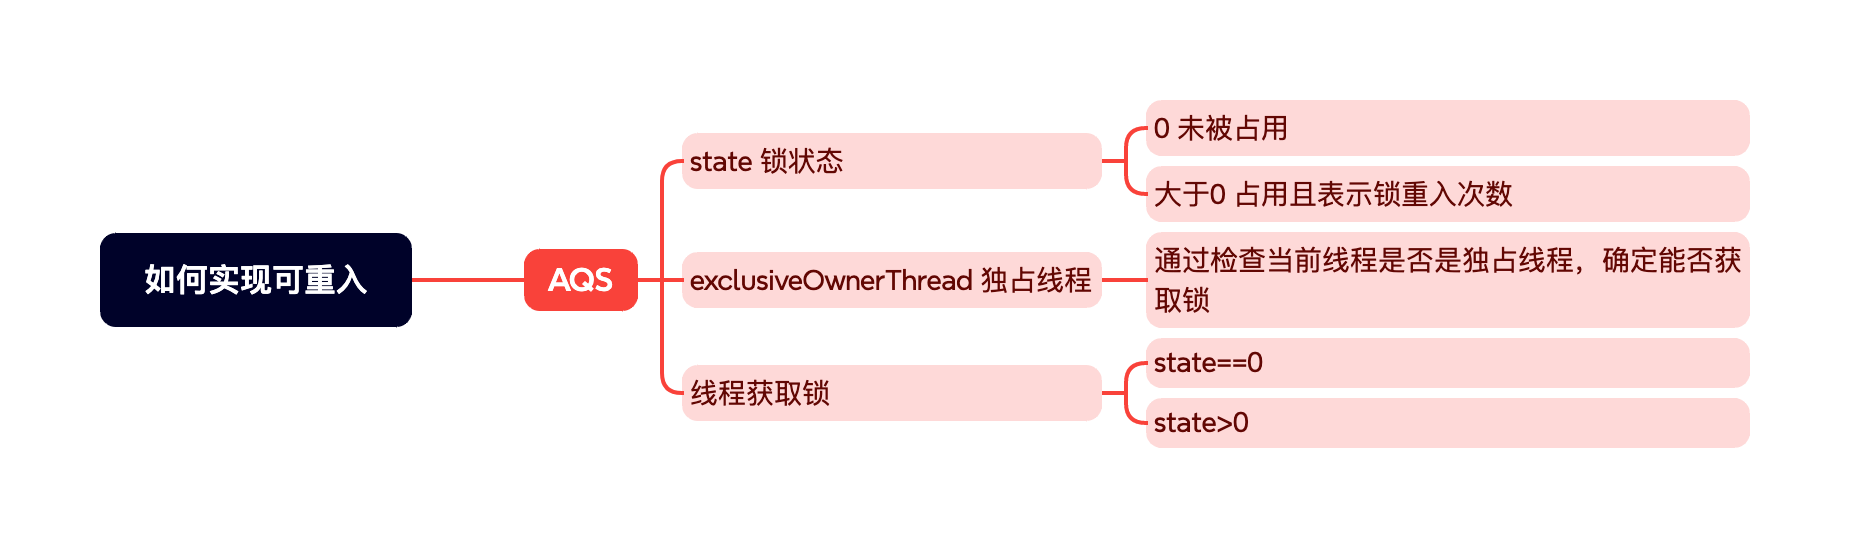 如何实现可重入
AQS
state 锁状态
0 未被占用
大于0 占用且表示锁重入次数
exclusiveOwnerThread 独占线程
通过检查当前线程是否是独占线程，确定能否获
取锁
线程获取锁
state==0
state>0